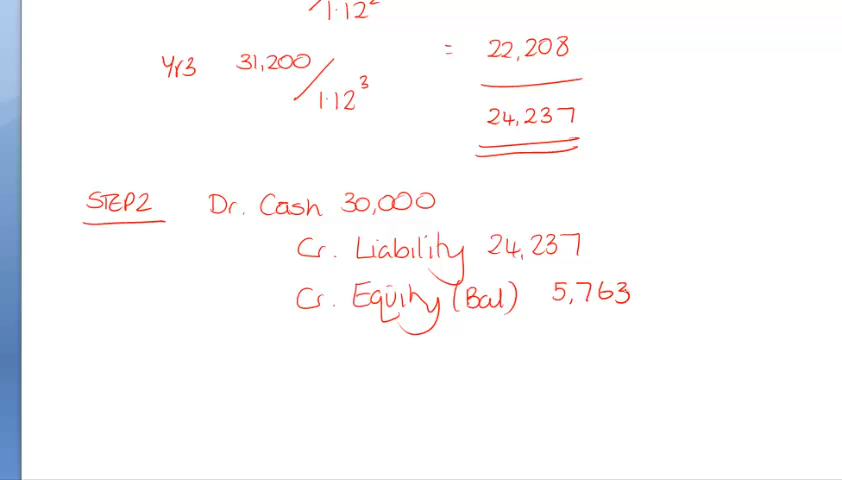 /1.12²
Yr3 31,200/1.12³ = 22,208
24,237
STEP2 Dr. Cash 30,000
Cr. Liability 24,237
Cr. Equity (Bal) 5,763